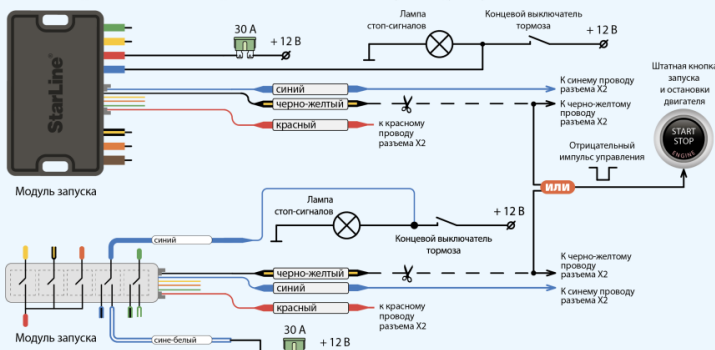 30 А
+ 12 В
Лампа
стоп-сигналов
Концевой выключатель
тормоза
+ 12 В
StarLine®
синий
черно-желтый
красный
к красному
проводу
разъема X2
К синему проводу
разъема X2
К черно-желтому
проводу
разъема X2
Штатная кнопка
запуска
и остановки
двигателя
START
STOP
ENGINE
Отрицательный
импульс управления
или
Модуль запуска
синий
Лампа
стоп-сигналов
+ 12 В
Концевой выключатель
тормоза
черно-желтый
синий
красный
к красному
проводу
разъема X2
К черно-желтому
проводу
разъема X2
К синему проводу
разъема X2
Модуль запуска
сине-белый
30 А
+ 12 В